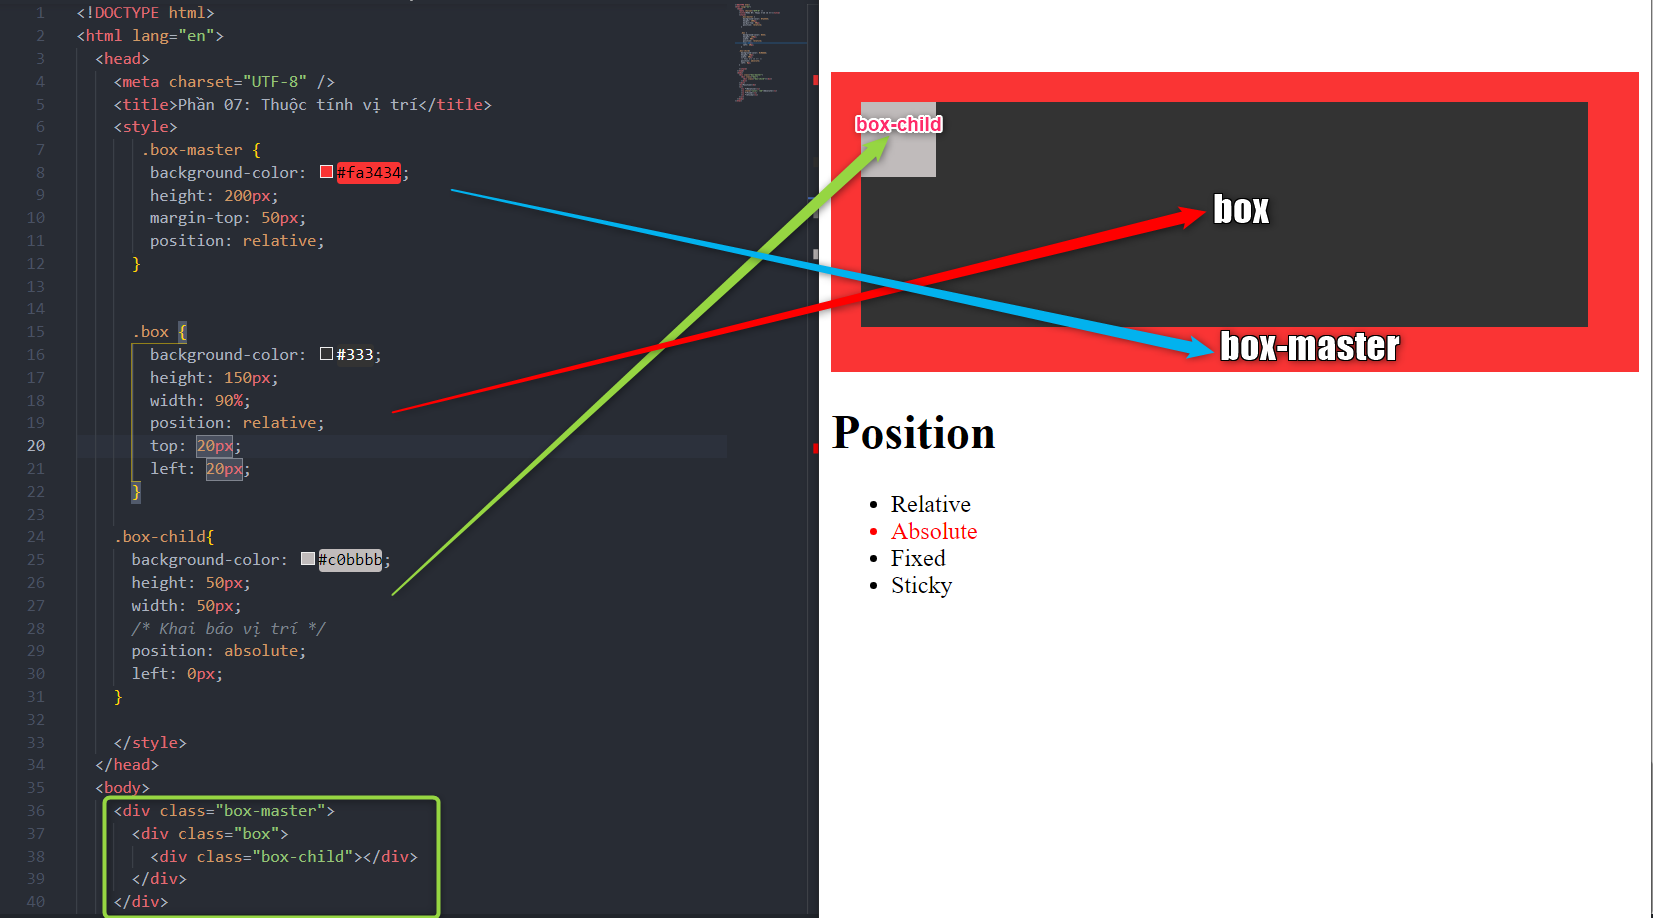 1 <!DOCTYPE html>
2 <html lang="en">
3 <head>
4 <meta charset="UTF-8" />
5 <title>Phần 07: Thuộc tính vị trí</title>
6 <style>
7 .box-master {
8 background-color: #fa3434;
9 height: 200px;
10 margin-top: 50px;
11 position: relative;
12 }
13
14
15 .box {
16 background-color: #333;
17 height: 150px;
18 width: 90%;
19 position: relative;
20 top: 20px;
21 left: 20px;
22 }
23
24 .box-child{
25 background-color: #c0bbbb;
26 height: 50px;
27 width: 50px;
28 /* Khai báo vị trí */
29 position: absolute;
30 left: 0px;
31 }
32
33 </style>
34 </head>
35 <body>
36 <div class="box-master">
37 <div class="box">
38 <div class="box-child"></div>
39 </div>
40 </div>
box-child
box
box-master
Position
• Relative
• Absolute
• Fixed
• Sticky